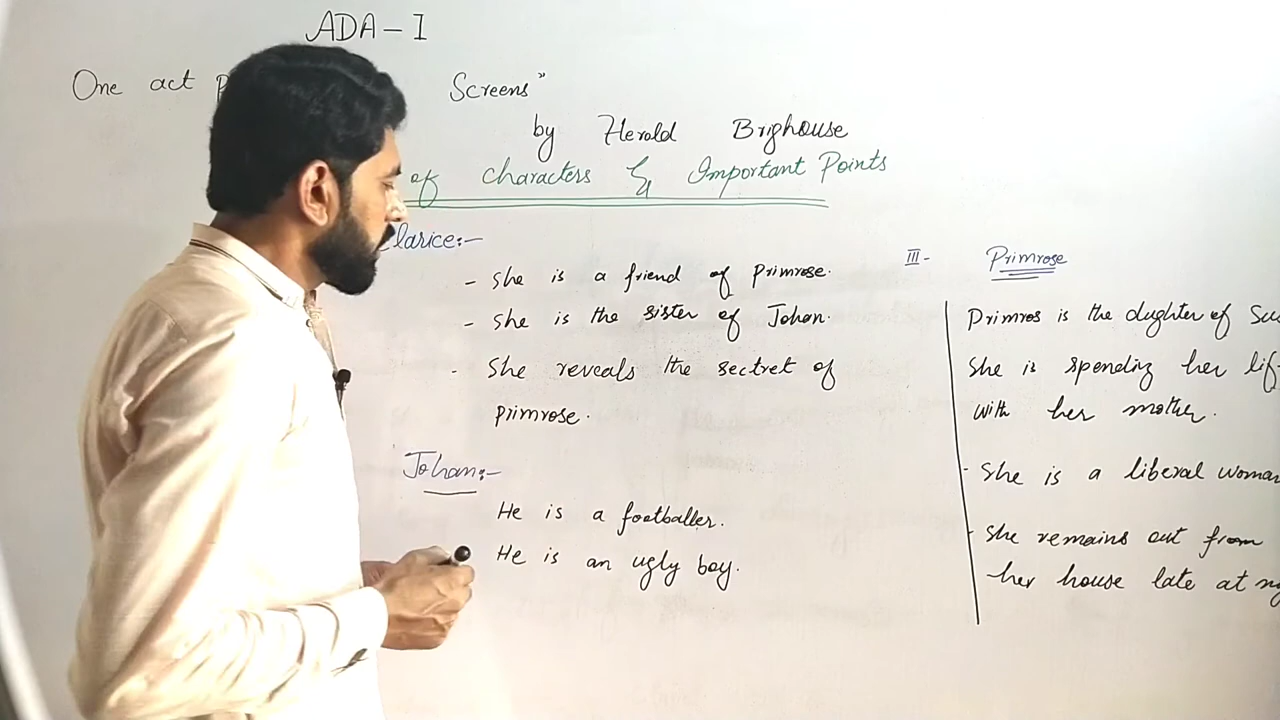 ADA - I
One act Screens"
by Herold Brighouse
of characters & Important Points
larice:-
- She is a friend of Primrose.
- She is the sister of Johan.
- She reveals the sectret of
primrose.
Johan:-
He is a footballer.
He is an ugly boy.
III- Primrose
Primros is the dughter of
She is spending her
with her mother.
- She is a liberal woman
- She remains out from
her house late at